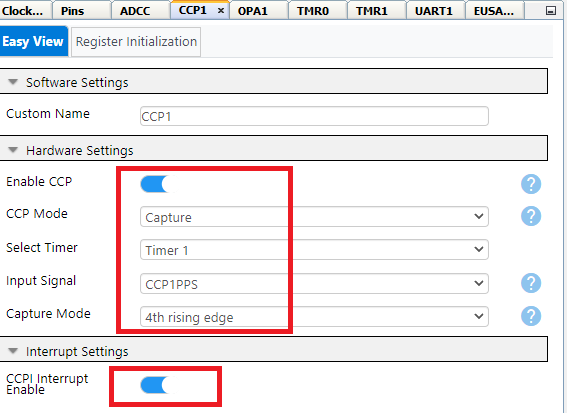 Clock... Pins ADCC CCP1 × OPA1 TMR0 TMR1 UART1 EUSA...
Easy View Register Initialization
Software Settings
Custom Name CCP1
Hardware Settings
Enable CCP ?
CCP Mode Capture ?
Select Timer Timer 1
Input Signal CCP1PPS ?
Capture Mode 4th rising edge ?
Interrupt Settings
CCPI Interrupt
Enable